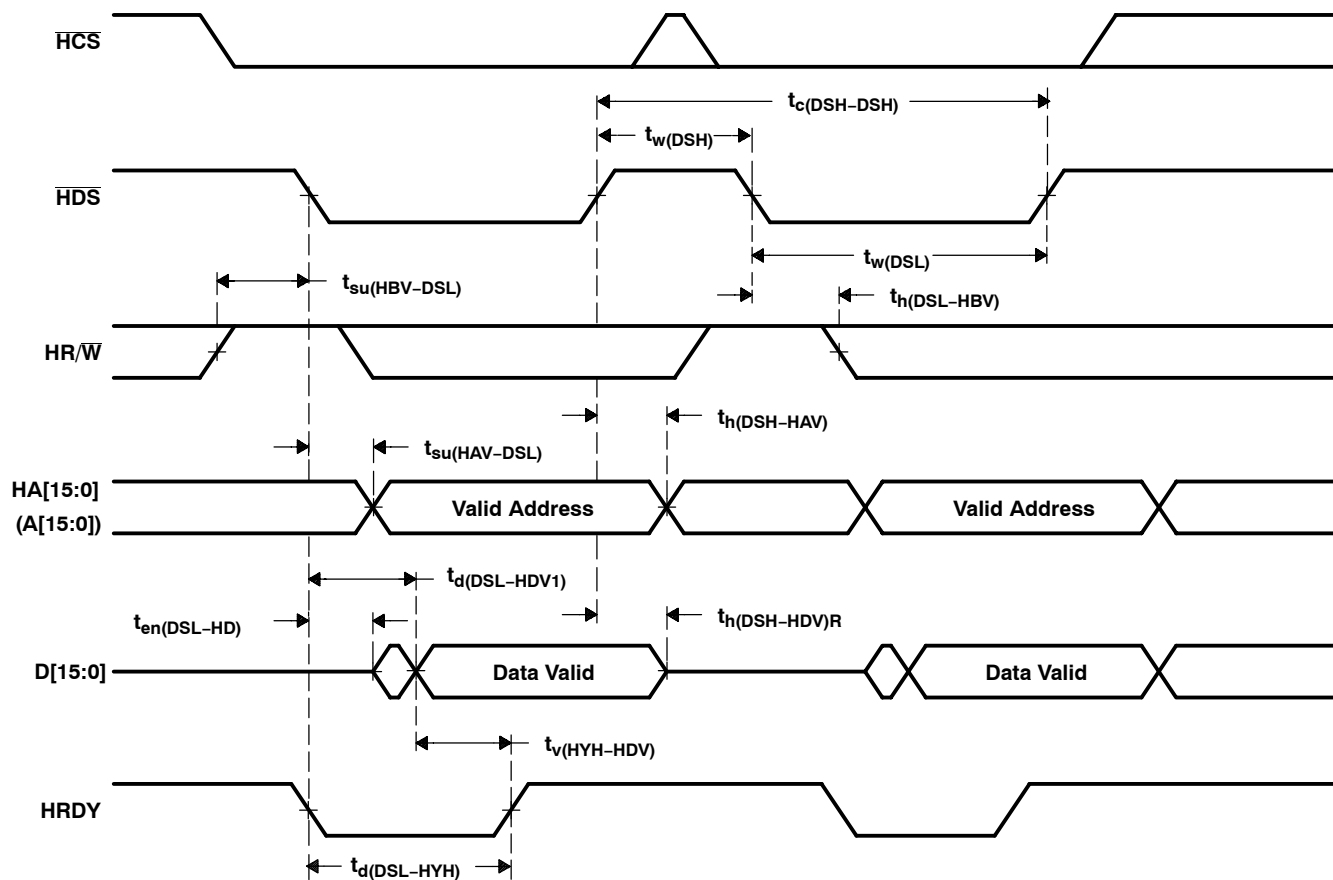 HCS
tc(DSH−DSH)
tw(DSH)
HDS
tw(DSL)
tsu(HBV−DSL)
th(DSL−HBV)
HR/W
th(DSH−HAV)
tsu(HAV−DSL)
HA[15:0]
(A[15:0])
Valid Address
Valid Address
td(DSL−HDV1)
ten(DSL−HD)
th(DSH−HDV)R
D[15:0]
Data Valid
Data Valid
tv(HYH−HDV)
HRDY
td(DSL−HYH)